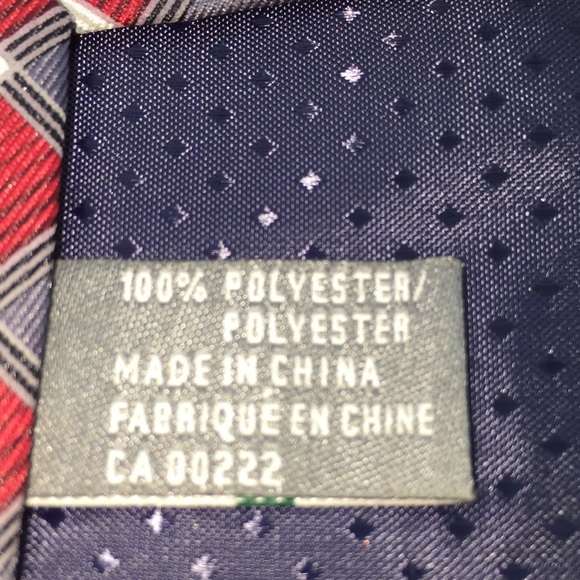 100% POLYESTER/
POLYESTER
MADE IN CHINA
FABRIQUE EN CHINE
CA 00222